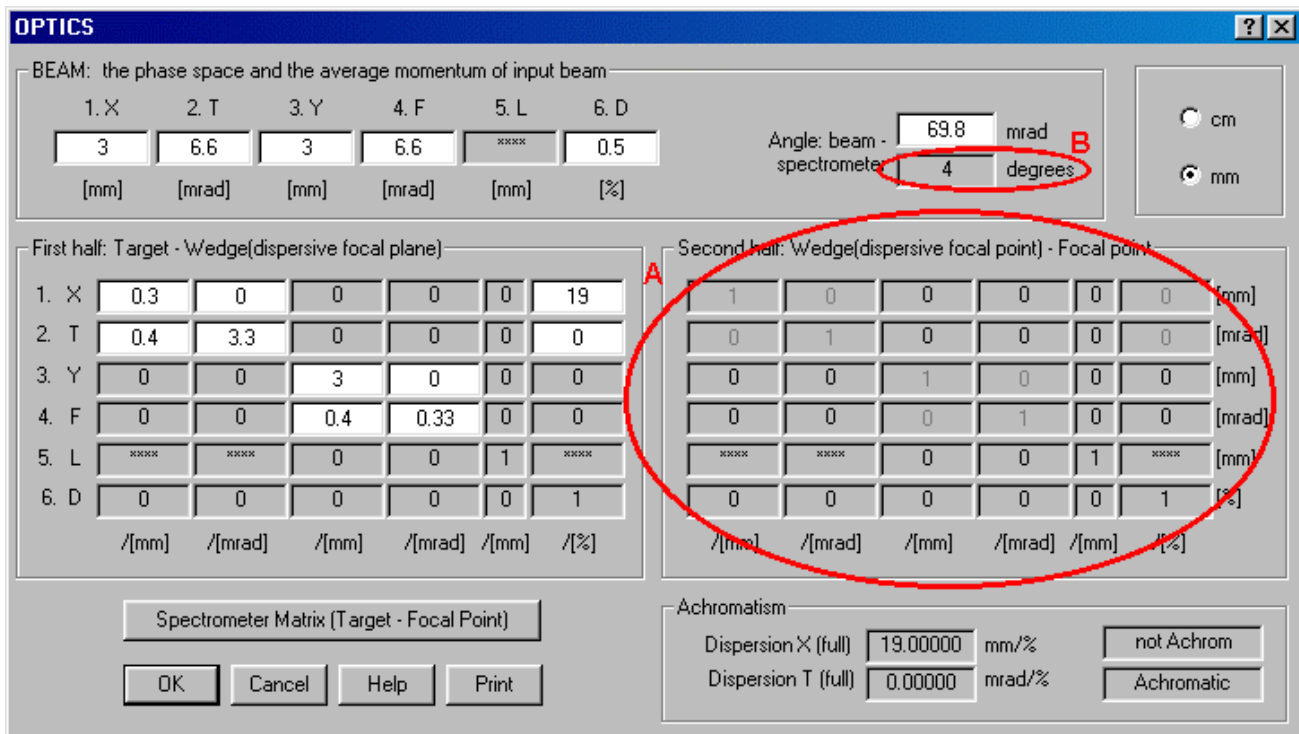 OPTICS
BEAM: the phase space and the average momentum of input beam
1. X 2. T 3. Y 4. F 5. L 6. D
3 6.6 3 6.6 **** 0.5
[mm] [mrad] [mm] [mrad] [mm] [%]
Angle: beam - spectrometer
69.8 mrad
4 degrees
B
cm
mm
First half: Target - Wedge(dispersive focal plane)
1. X 0.3 0 0 0 0 19
2. T 0.4 3.3 0 0 0 0
3. Y 0 0 3 0 0 0
4. F 0 0 0.4 0.33 0 0
5. L **** **** 0 0 1 ****
6. D 0 0 0 0 0 1
/[mm] /[mrad] /[mm] /[mrad] /[mm] /[%]
A
Second half: Wedge(dispersive focal point) - Focal point
1 0 0 0 0 0 [mm]
0 1 0 0 0 0 [mrad]
0 0 1 0 0 0 [mm]
0 0 0 1 0 0 [mrad]
**** **** 0 0 1 **** [mm]
0 0 0 0 0 1 [%]
/[mm] /[mrad] /[mm] /[mrad] /[mm] /[%]
Spectrometer Matrix (Target - Focal Point)
OK Cancel Help Print
Achromatism
Dispersion X (full) 19.00000 mm/% not Achrom
Dispersion T (full) 0.00000 mrad/% Achromatic